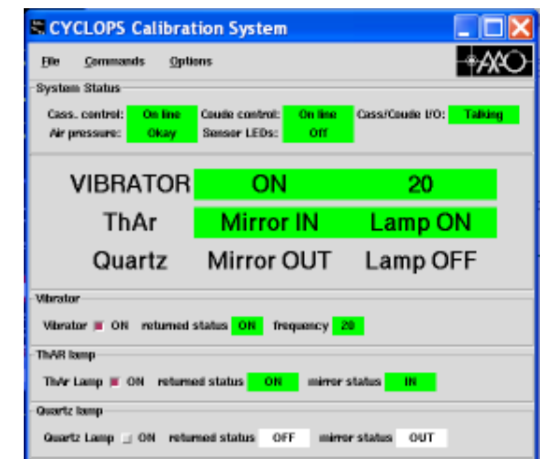 CYCLOPS Calibration System
File Commands Options
AAO
System Status
Cass. control: On line Coude control: On line Cass/Coude I/O: Talking
Air pressure: Okay Sensor LEDs: Off
VIBRATOR ON 20
ThAr Mirror IN Lamp ON
Quartz Mirror OUT Lamp OFF
Vibrator
Vibrator ON returned status ON frequency 20
ThAR lamp
ThAr Lamp ON returned status ON mirror status IN
Quartz lamp
Quartz Lamp ON returned status OFF mirror status OUT